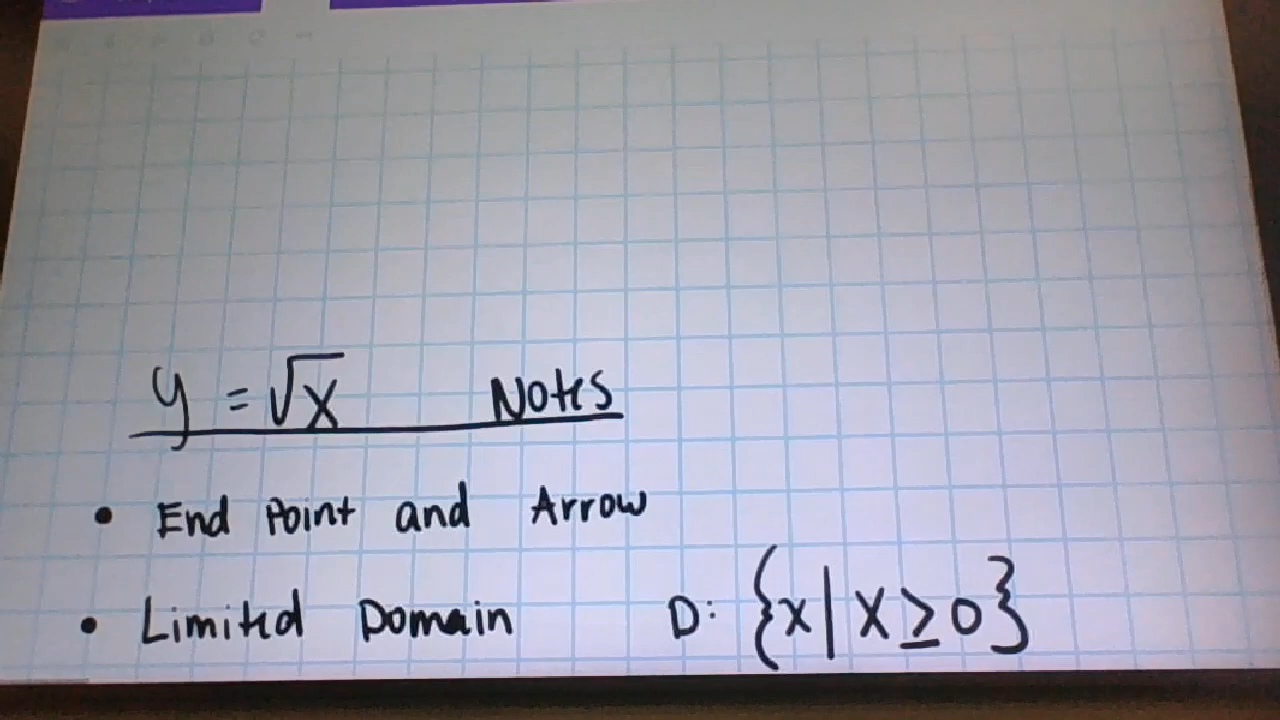 y = √x Notes
• End Point and Arrow
• Limited Domain D: {x | x ≥ 0}